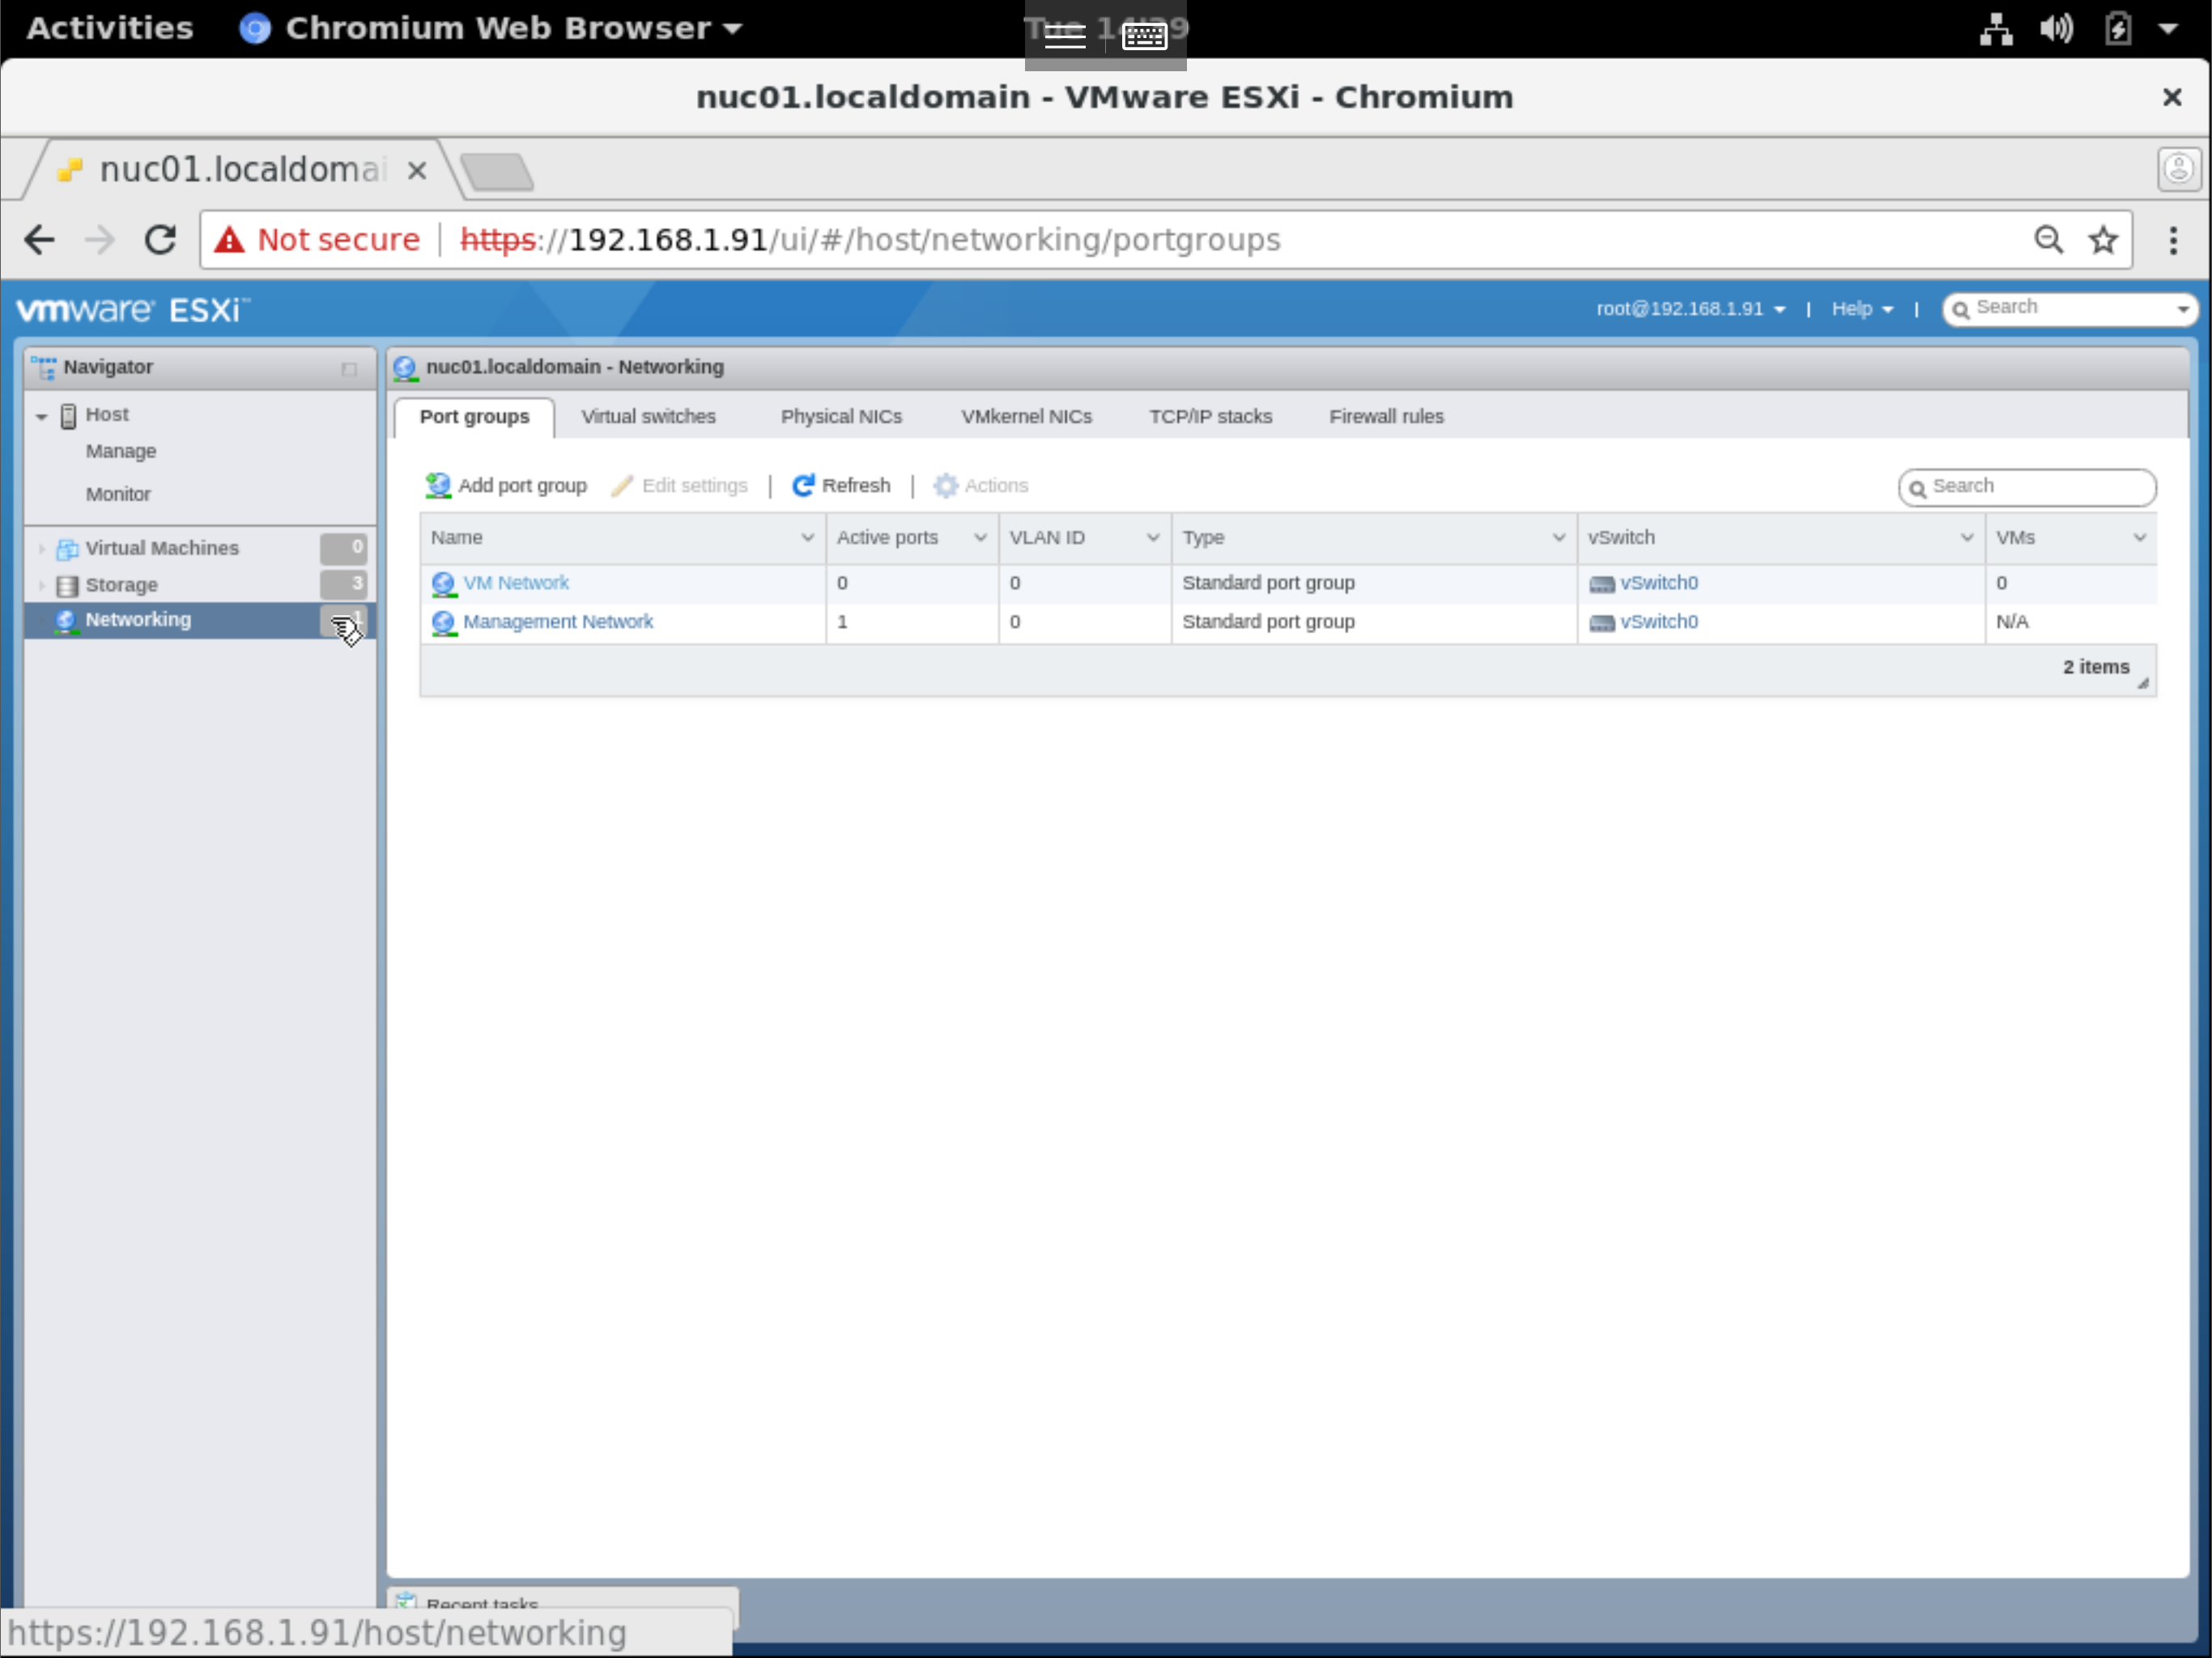 Activities Chromium Web Browser
nuc01.localdomain - VMware ESXi - Chromium
nuc01.localdomai
Not secure https://192.168.1.91/ui/#/host/networking/portgroups
vmware ESXi™ root@192.168.1.91 | Help | Search
Navigator
Host
Manage
Monitor
Virtual Machines 0
Storage 3
Networking 1
nuc01.localdomain - Networking
Port groups Virtual switches Physical NICs VMkernel NICs TCP/IP stacks Firewall rules
Add port group Edit settings | Refresh | Actions Search
Name Active ports VLAN ID Type vSwitch VMs
VM Network 0 0 Standard port group vSwitch0 0
Management Network 1 0 Standard port group vSwitch0 N/A
2 items
Recent tasks
https://192.168.1.91/host/networking